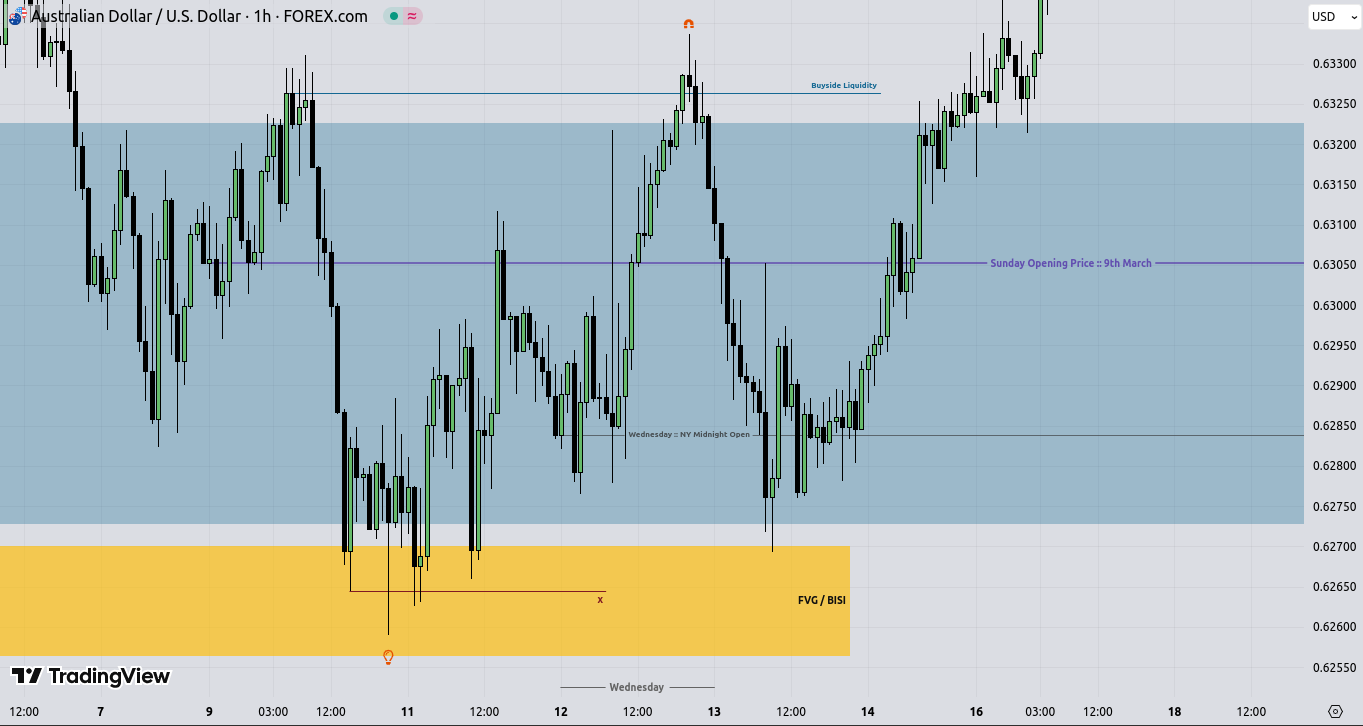 Australian Dollar / U.S. Dollar · 1h · FOREX.com
≈
USD
0.63300
Buyside Liquidity
0.63250
0.63200
0.63150
0.63100
Sunday Opening Price :: 9th March
0.63050
0.63000
0.62950
0.62900
0.62850
Wednesday :: NY Midnight Open
0.62800
0.62750
0.62700
0.62650
x
FVG / BISI
0.62600
0.62550
TradingView
Wednesday
12:00 7 9 03:00 12:00 11 12:00 12 12:00 13 12:00 14 16 03:00 12:00 18 12:00